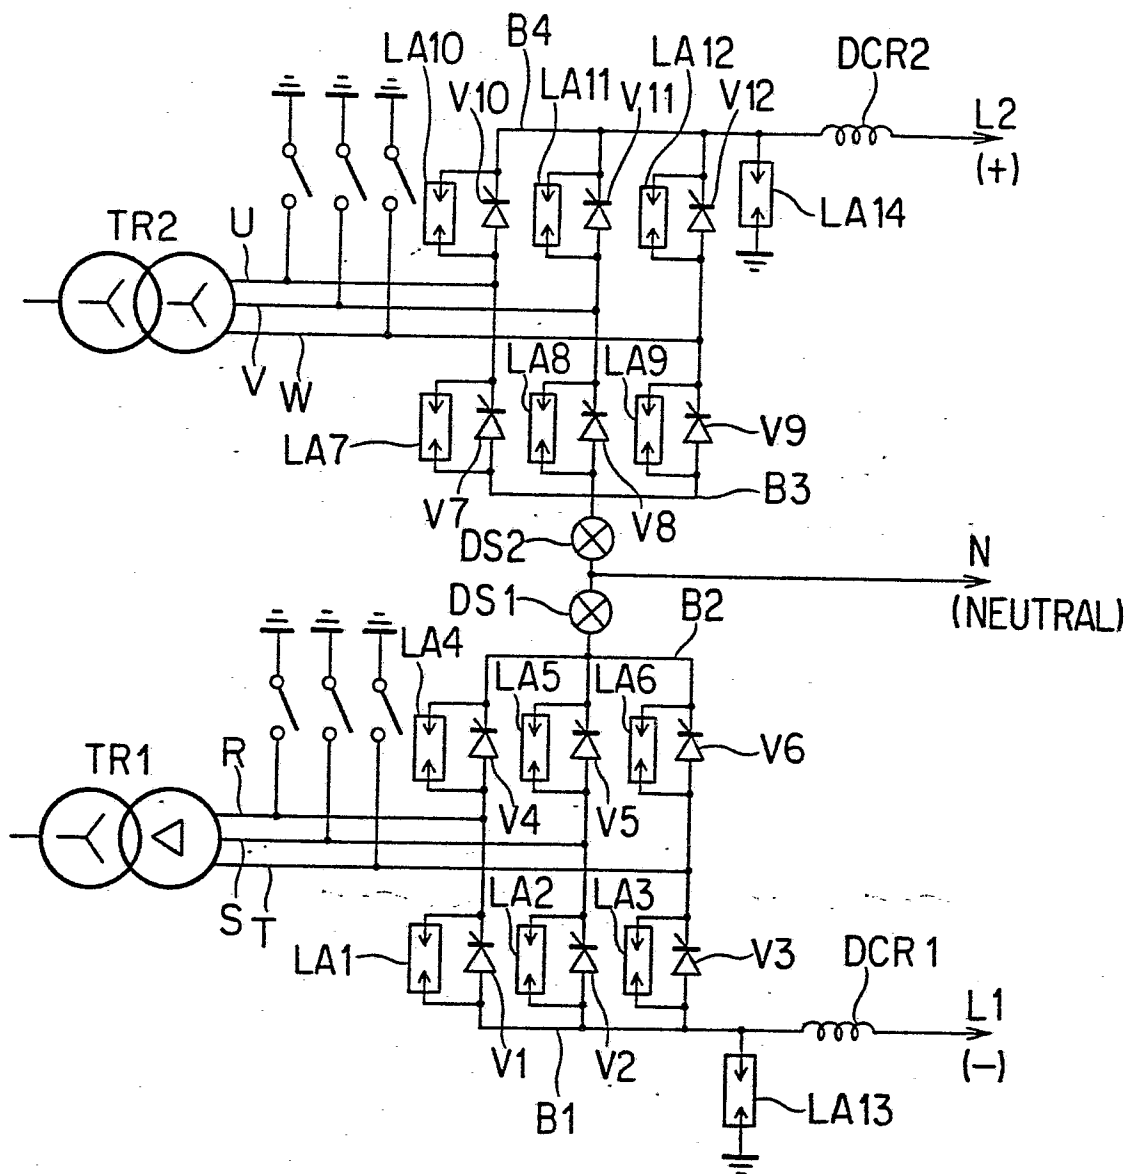 B4
LA10
LA12
DCR2
LA11
V10
V11
V12
L2
(+)
LA14
TR2
U
V
W
LA8
LA9
LA7
V9
V7
V8
B3
DS2
N
(NEUTRAL)
DS1
B2
LA4
LA5
LA6
V6
TR1
R
V4
V5
S
T
LA2
LA3
LA1
V3
DCR1
L1
(-)
V1
V2
B1
LA13